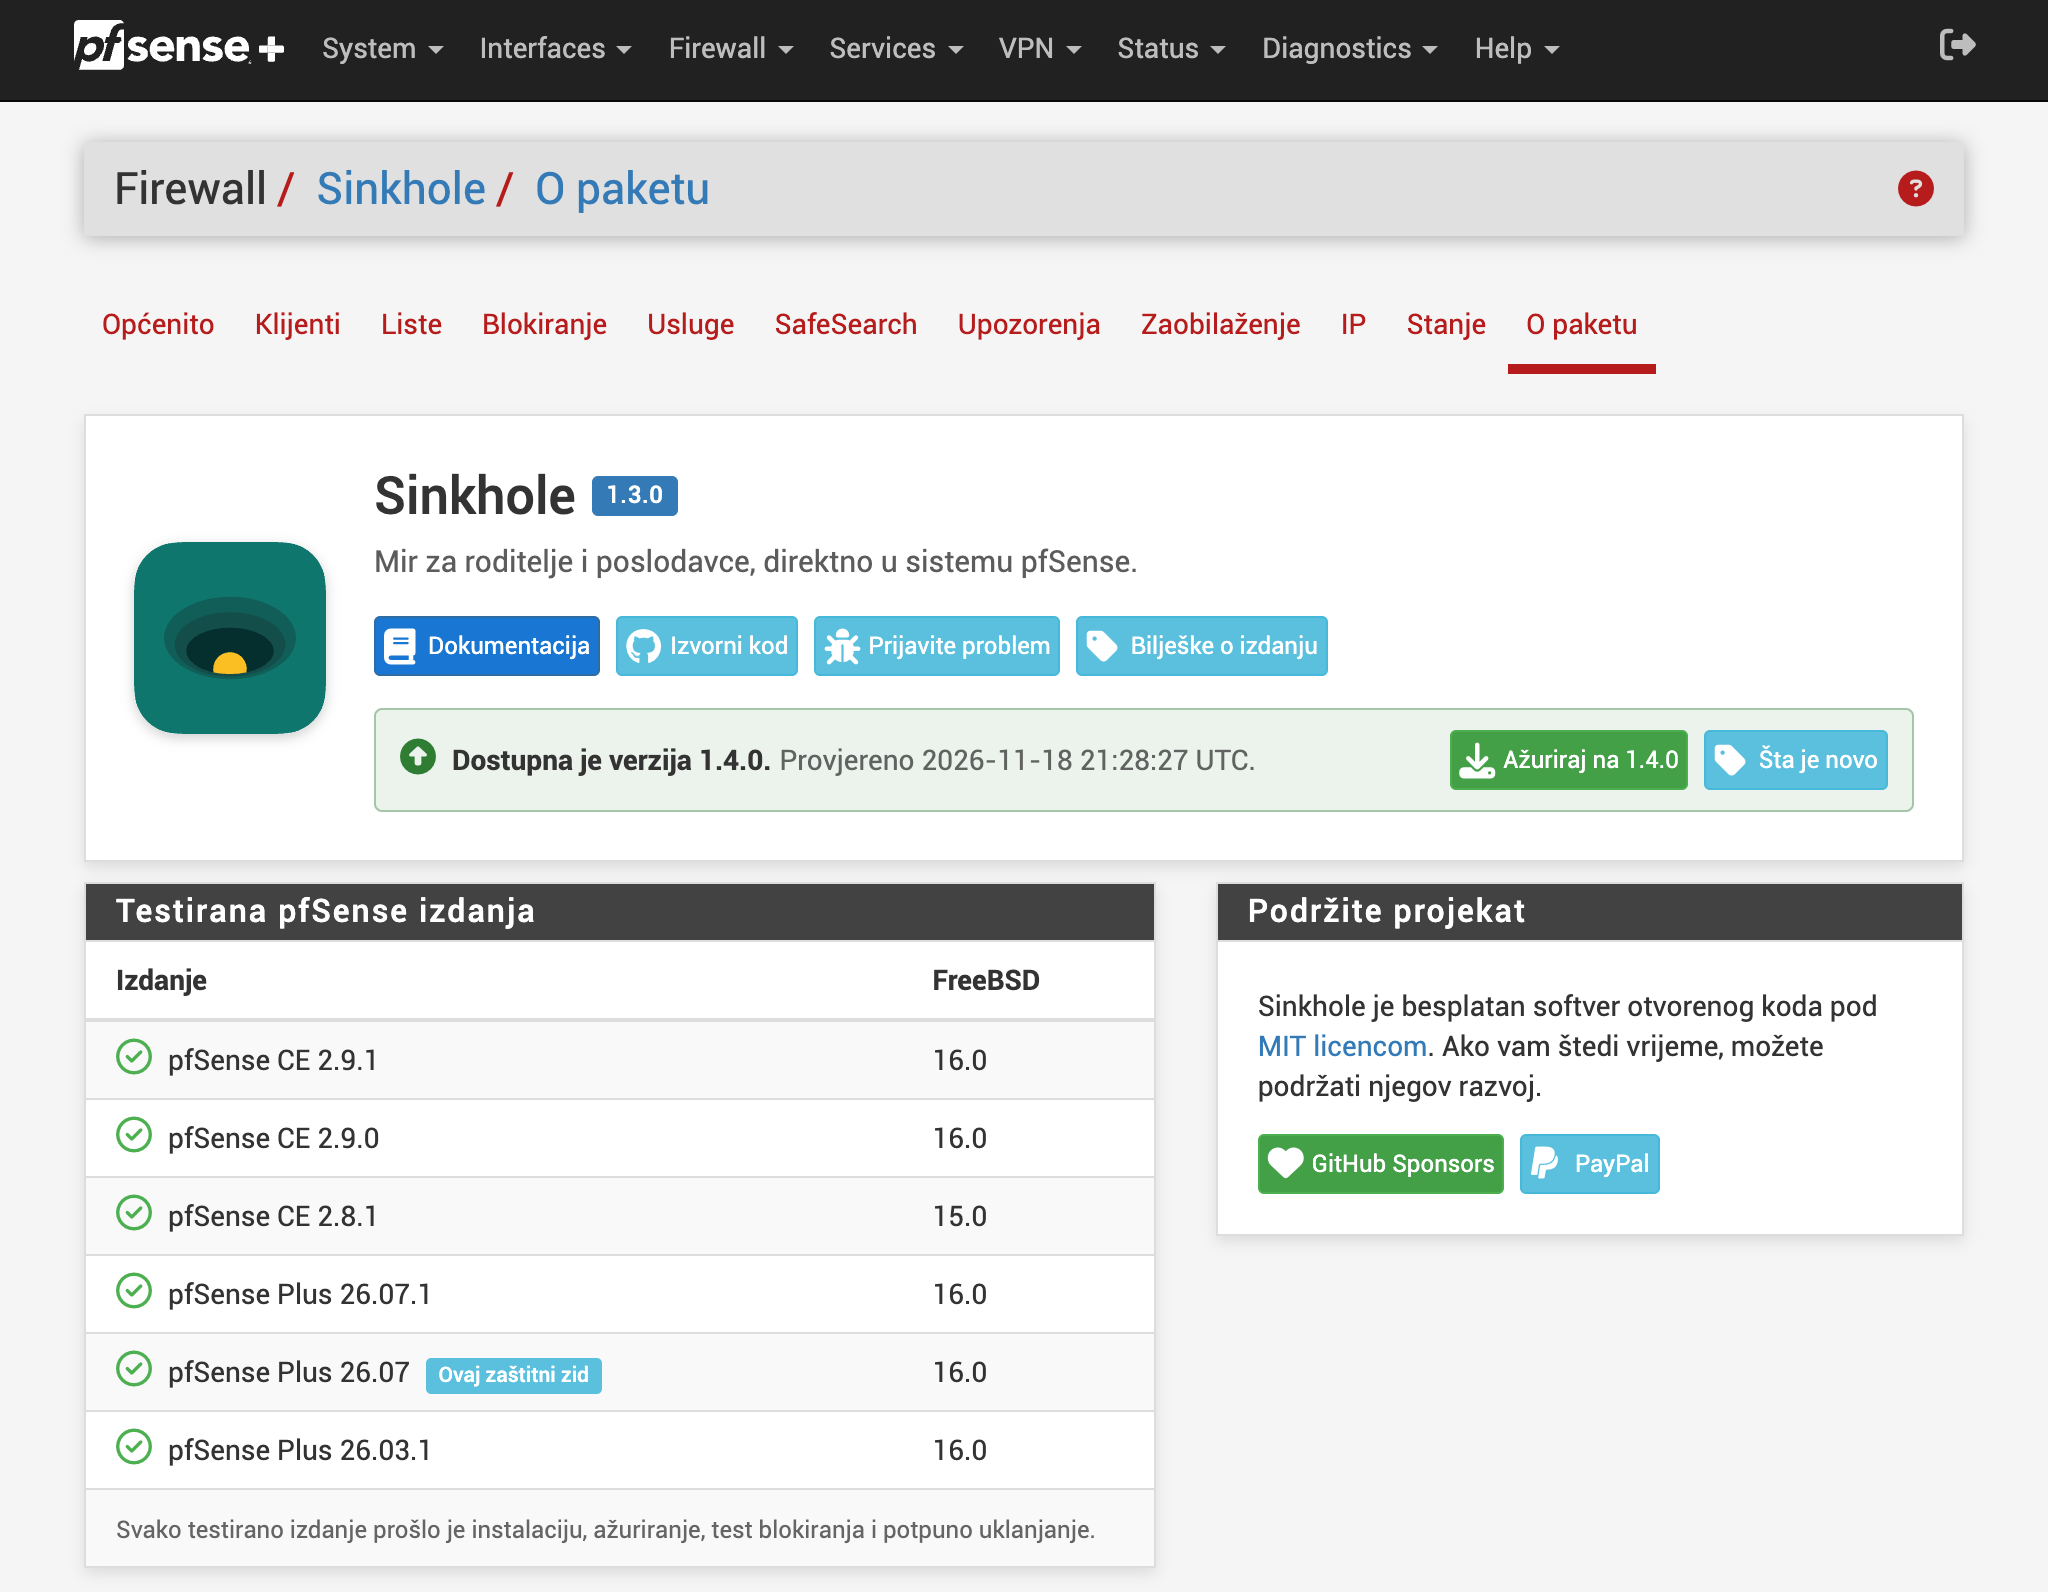 pfsense+ System Interfaces Firewall Services VPN Status Diagnostics Help
Firewall / Sinkhole / O paketu ?
Općenito Klijenti Liste Blokiranje Usluge SafeSearch Upozorenja Zaobilaženje IP Stanje O paketu
Sinkhole 1.3.0
Mir za roditelje i poslodavce, direktno u sistemu pfSense.
Dokumentacija Izvorni kod Prijavite problem Bilješke o izdanju
Dostupna je verzija 1.4.0. Provjereno 2026-11-18 21:28:27 UTC. Ažuriraj na 1.4.0 Šta je novo
Testirana pfSense izdanja
Izdanje FreeBSD
pfSense CE 2.9.1 16.0
pfSense CE 2.9.0 16.0
pfSense CE 2.8.1 15.0
pfSense Plus 26.07.1 16.0
pfSense Plus 26.07 Ovaj zaštitni zid 16.0
pfSense Plus 26.03.1 16.0
Svako testirano izdanje prošlo je instalaciju, ažuriranje, test blokiranja i potpuno uklanjanje.
Podržite projekat
Sinkhole je besplatan softver otvorenog koda pod
MIT licencom. Ako vam štedi vrijeme, možete
podržati njegov razvoj.
GitHub Sponsors PayPal